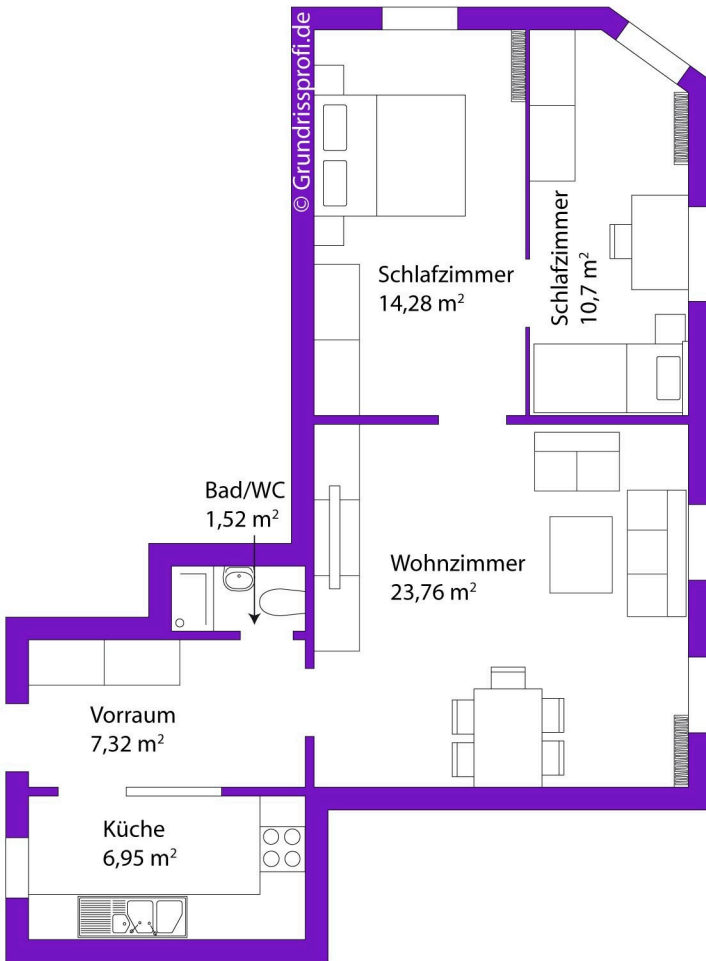 © Grundrissprofi.de
Schlafzimmer
14,28 m²
Schlafzimmer
10,7 m²
Bad/WC
1,52 m²
Wohnzimmer
23,76 m²
Vorraum
7,32 m²
Küche
6,95 m²